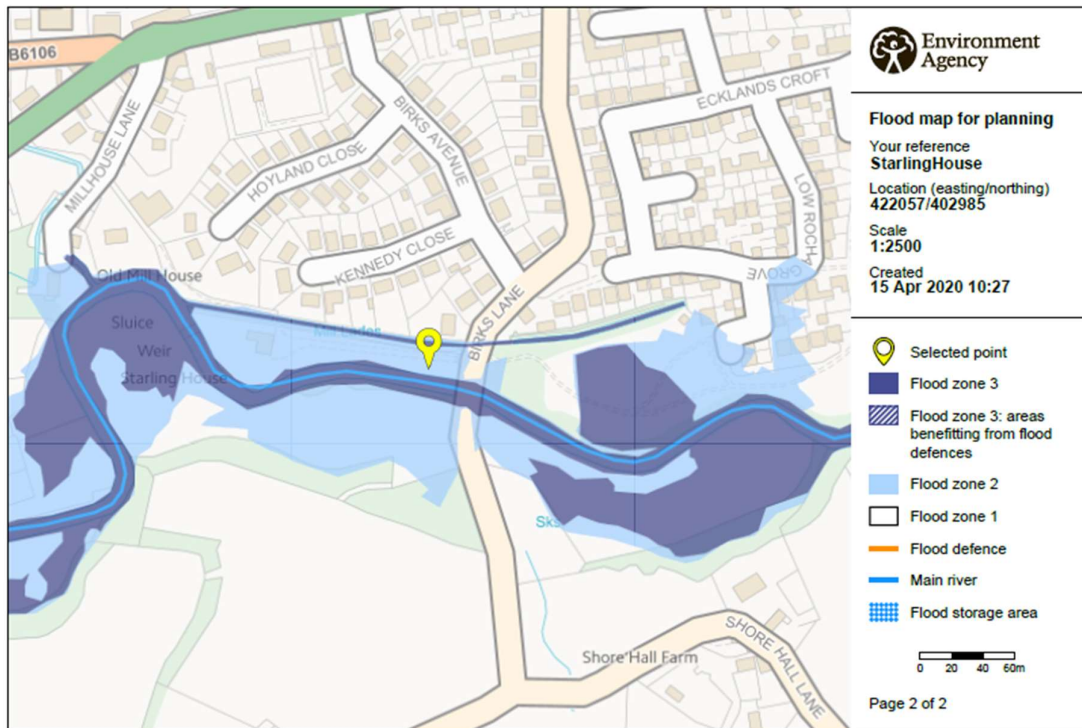 B6106
MILLHOUSE LANE
HOYLAND CLOSE
BIRKS AVENUE
KENNEDY CLOSE
BIRKS LANE
ECKLANDS CROFT
LOW ROCH
GROVE
Old Mill House
Sluice
Weir
Starling House
Shore Hall Farm
SHORE HALL LANE
Environment
Agency
Flood map for planning
Your reference
StarlingHouse
Location (easting/northing)
422057/402985
Scale
1:2500
Created
15 Apr 2020 10:27
Selected point
Flood zone 3
Flood zone 3: areas
benefitting from flood
defences
Flood zone 2
Flood zone 1
Flood defence
Main river
Flood storage area
0 20 40 60m
Page 2 of 2